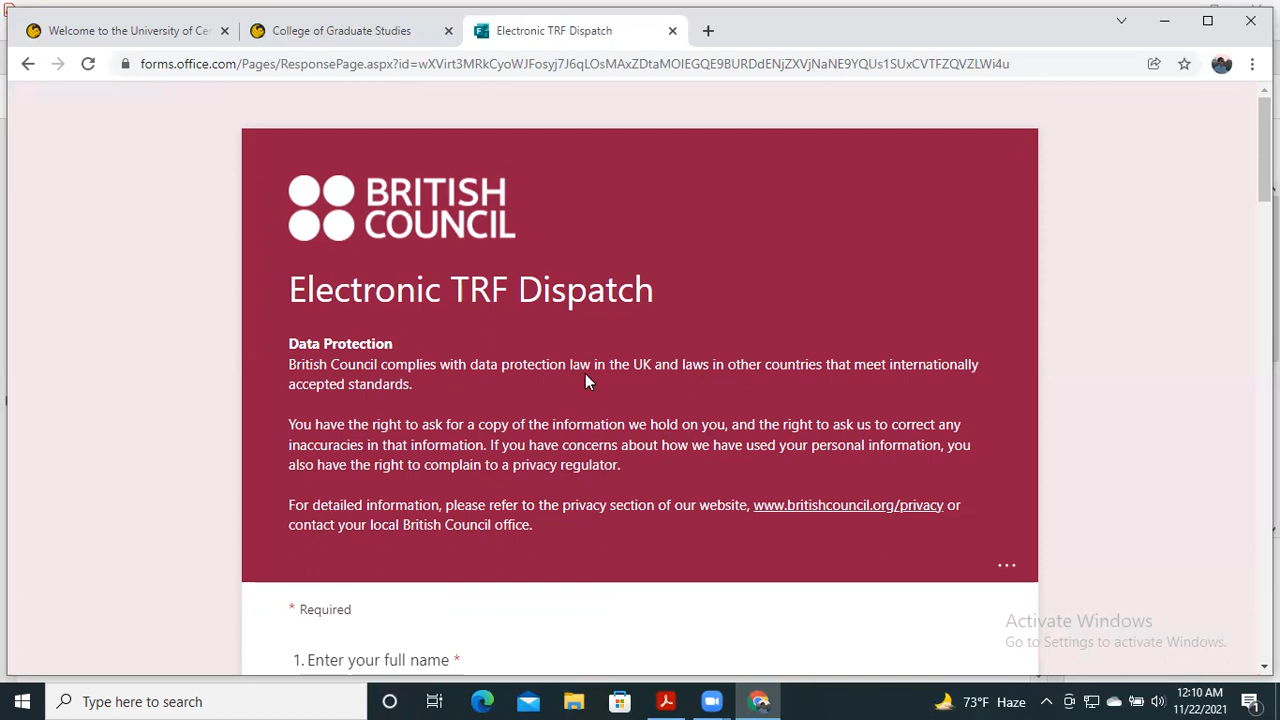 Welcome to the University of Cer
College of Graduate Studies
Electronic TRF Dispatch
forms.office.com/Pages/ResponsePage.aspx?id=wXVirt3MRkCyoWJFosyj7J6qLOsMAxZDtaMOIEGQE9BURDdENjZXVjNaNE9YQUs1SUxCVTFZQVZLWi4u
BRITISH
COUNCIL
Electronic TRF Dispatch
Data Protection
British Council complies with data protection law in the UK and laws in other countries that meet internationally
accepted standards.
You have the right to ask for a copy of the information we hold on you, and the right to ask us to correct any
inaccuracies in that information. If you have concerns about how we have used your personal information, you
also have the right to complain to a privacy regulator.
For detailed information, please refer to the privacy section of our website, www.britishcouncil.org/privacy or
contact your local British Council office.
* Required
1. Enter your full name *
Activate Windows
Go to Settings to activate Windows.
Type here to search
73°F Haze
12:10 AM
11/22/2021
1